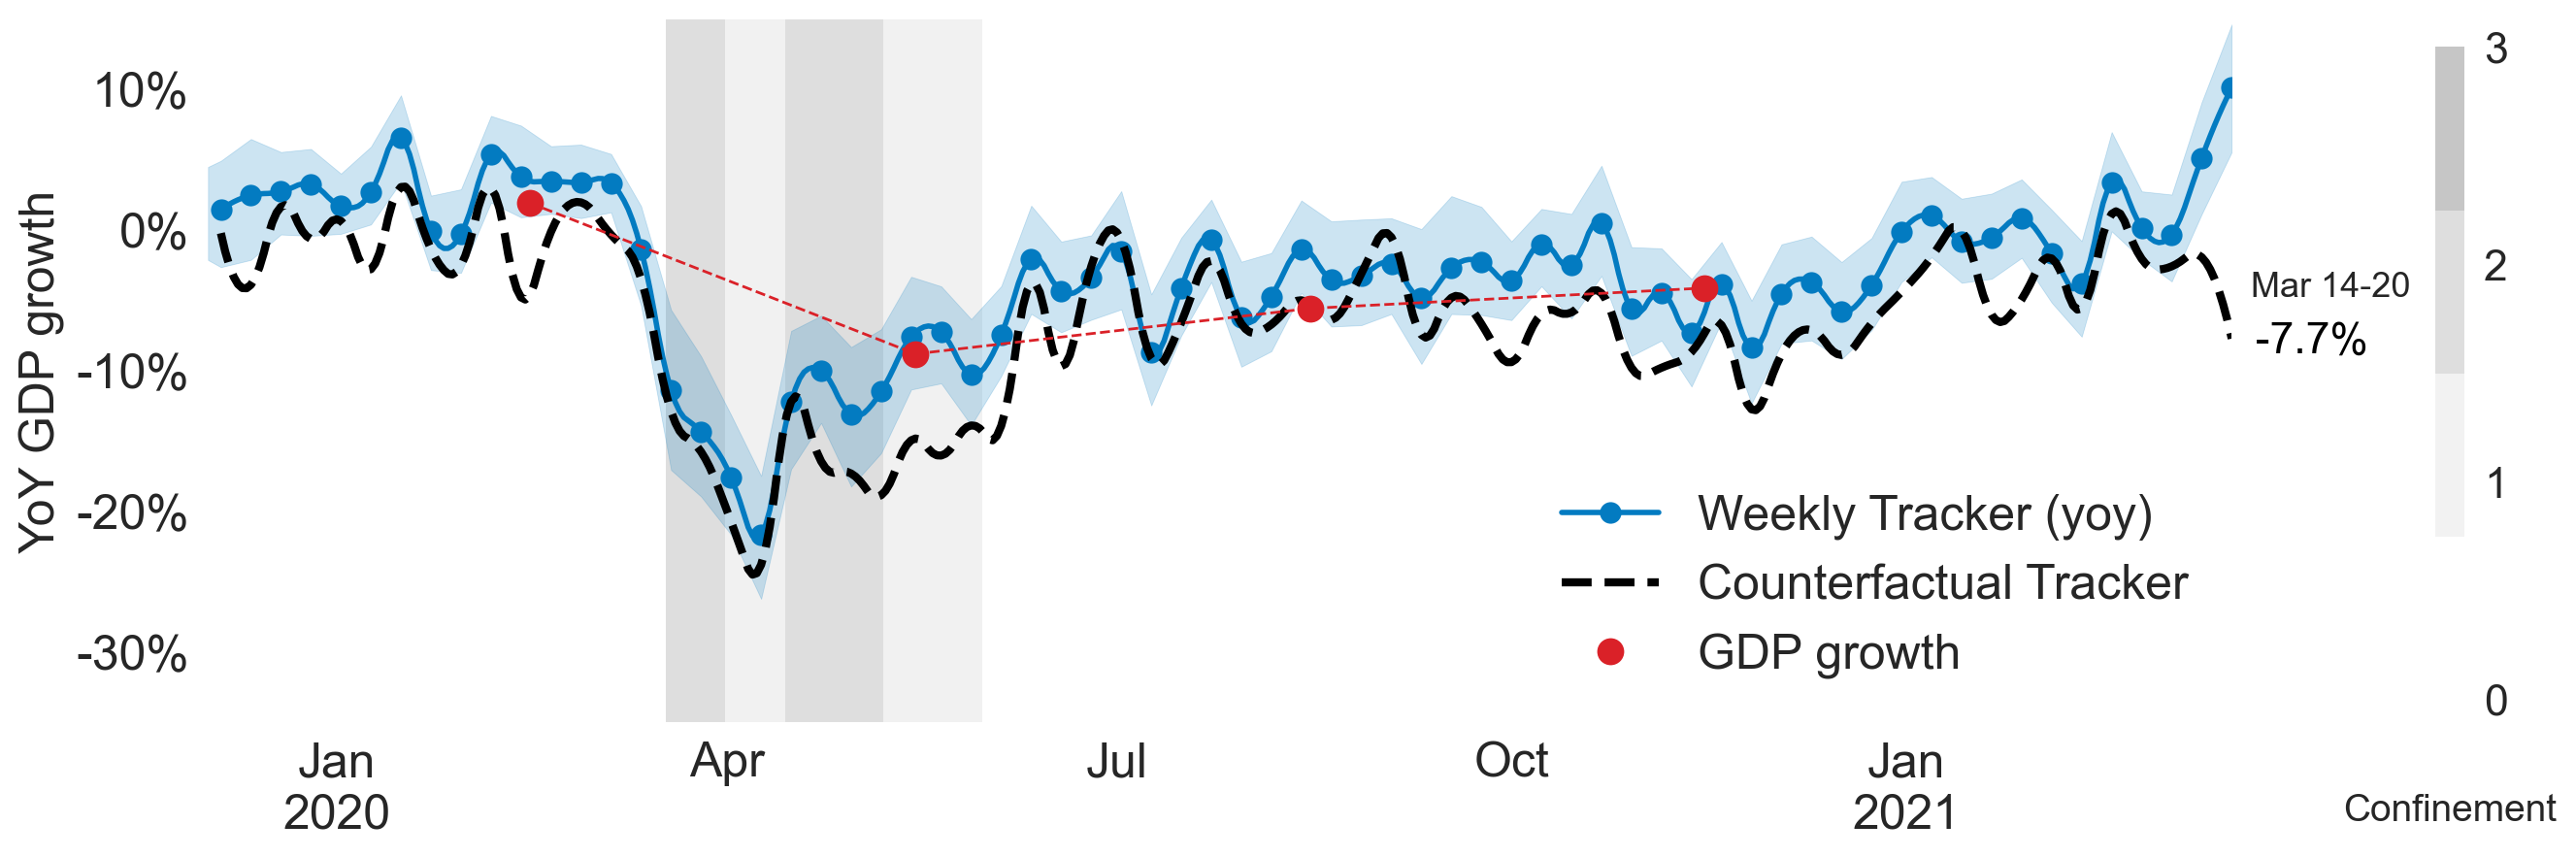 YoY GDP growth
10%
0%
-10%
-20%
-30%
Jan
2020
Apr
Jul
Oct
Jan
2021
Weekly Tracker (yoy)
Counterfactual Tracker
GDP growth
Mar 14-20
-7.7%
3
2
1
0
Confinement